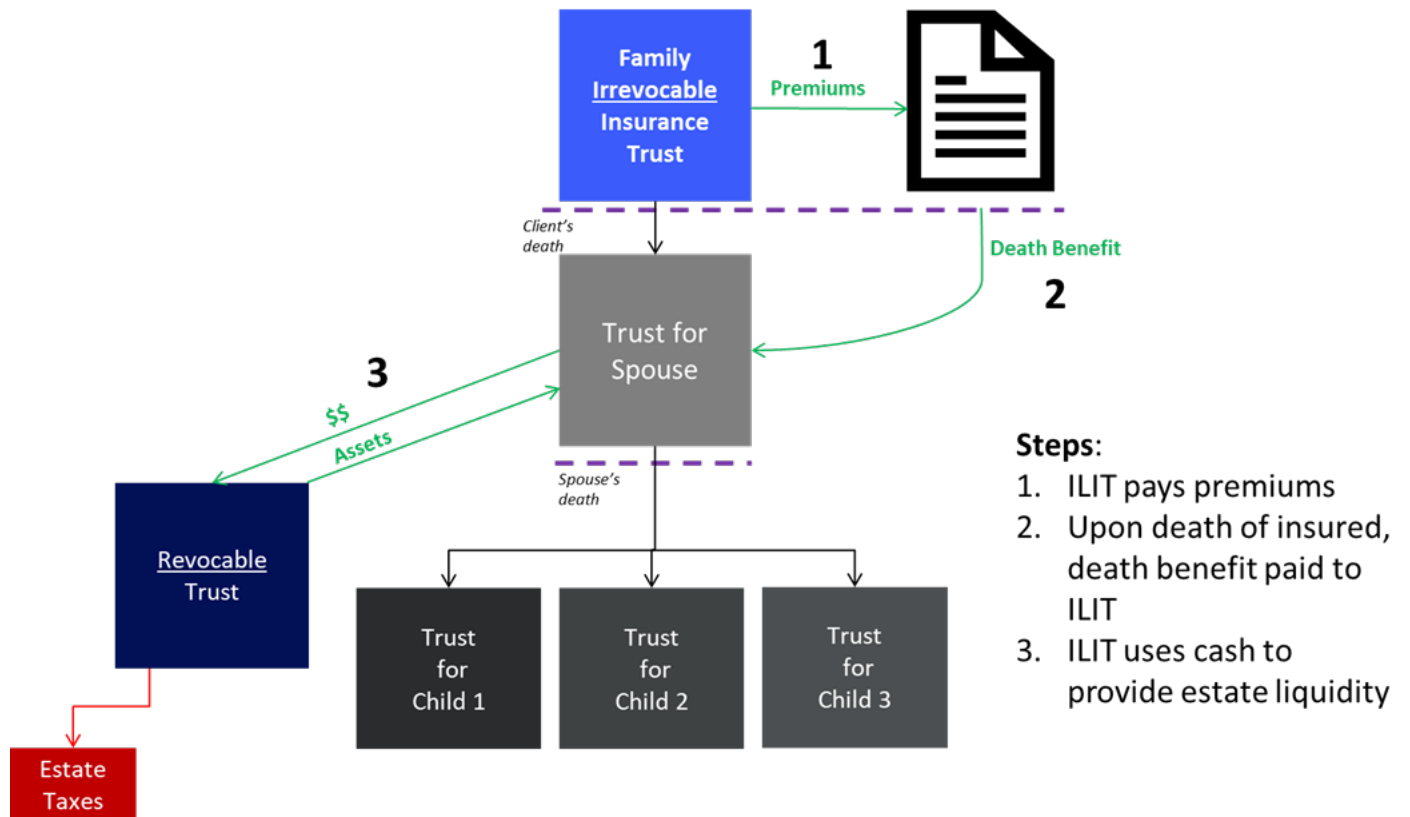 Family
Irrevocable
Insurance
Trust
1
Premiums
Client's
death
Death Benefit
2
Trust for
Spouse
3
$$
Assets
Spouse's
death
Revocable
Trust
Trust
for
Child 1
Trust
for
Child 2
Trust
for
Child 3
Estate
Taxes
Steps:
1. ILIT pays premiums
2. Upon death of insured,
death benefit paid to
ILIT
3. ILIT uses cash to
provide estate liquidity